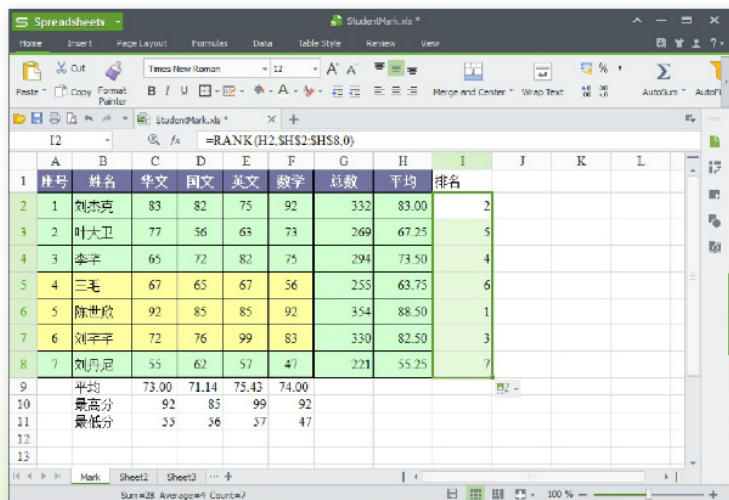 Spreadsheets
StudentMark.xls *
Home Insert Page Layout Formulas Data Table Style Review View
Cut
Times New Roman 12
Paste Copy Format Painter
Merge and Center Wrap Text AutoSum
StudentMark.xls *
I2 fx =RANK(H2,$H$2:$H$8,0)
A B C D E F G H I J K L
1 座号 姓名 华文 国文 英文 数学 总数 平均 排名
2 1 刘杰克 83 82 75 92 332 83.00 2
3 2 叶大卫 77 56 63 73 269 67.25 5
4 3 李芊 65 72 82 75 294 73.50 4
5 4 三毛 67 65 67 56 255 63.75 6
6 5 陈世欣 92 85 85 92 354 88.50 1
7 6 刘芊芊 72 76 99 83 330 82.50 3
8 7 刘丹尼 55 62 57 47 221 55.25 7
9 平均 73.00 71.14 75.43 74.00
10 最高分 92 85 99 92
11 最低分 55 56 57 47
12
13
Mark Sheet2 Sheet3 ...
Sum=28 Average=4 Count=7 100 %